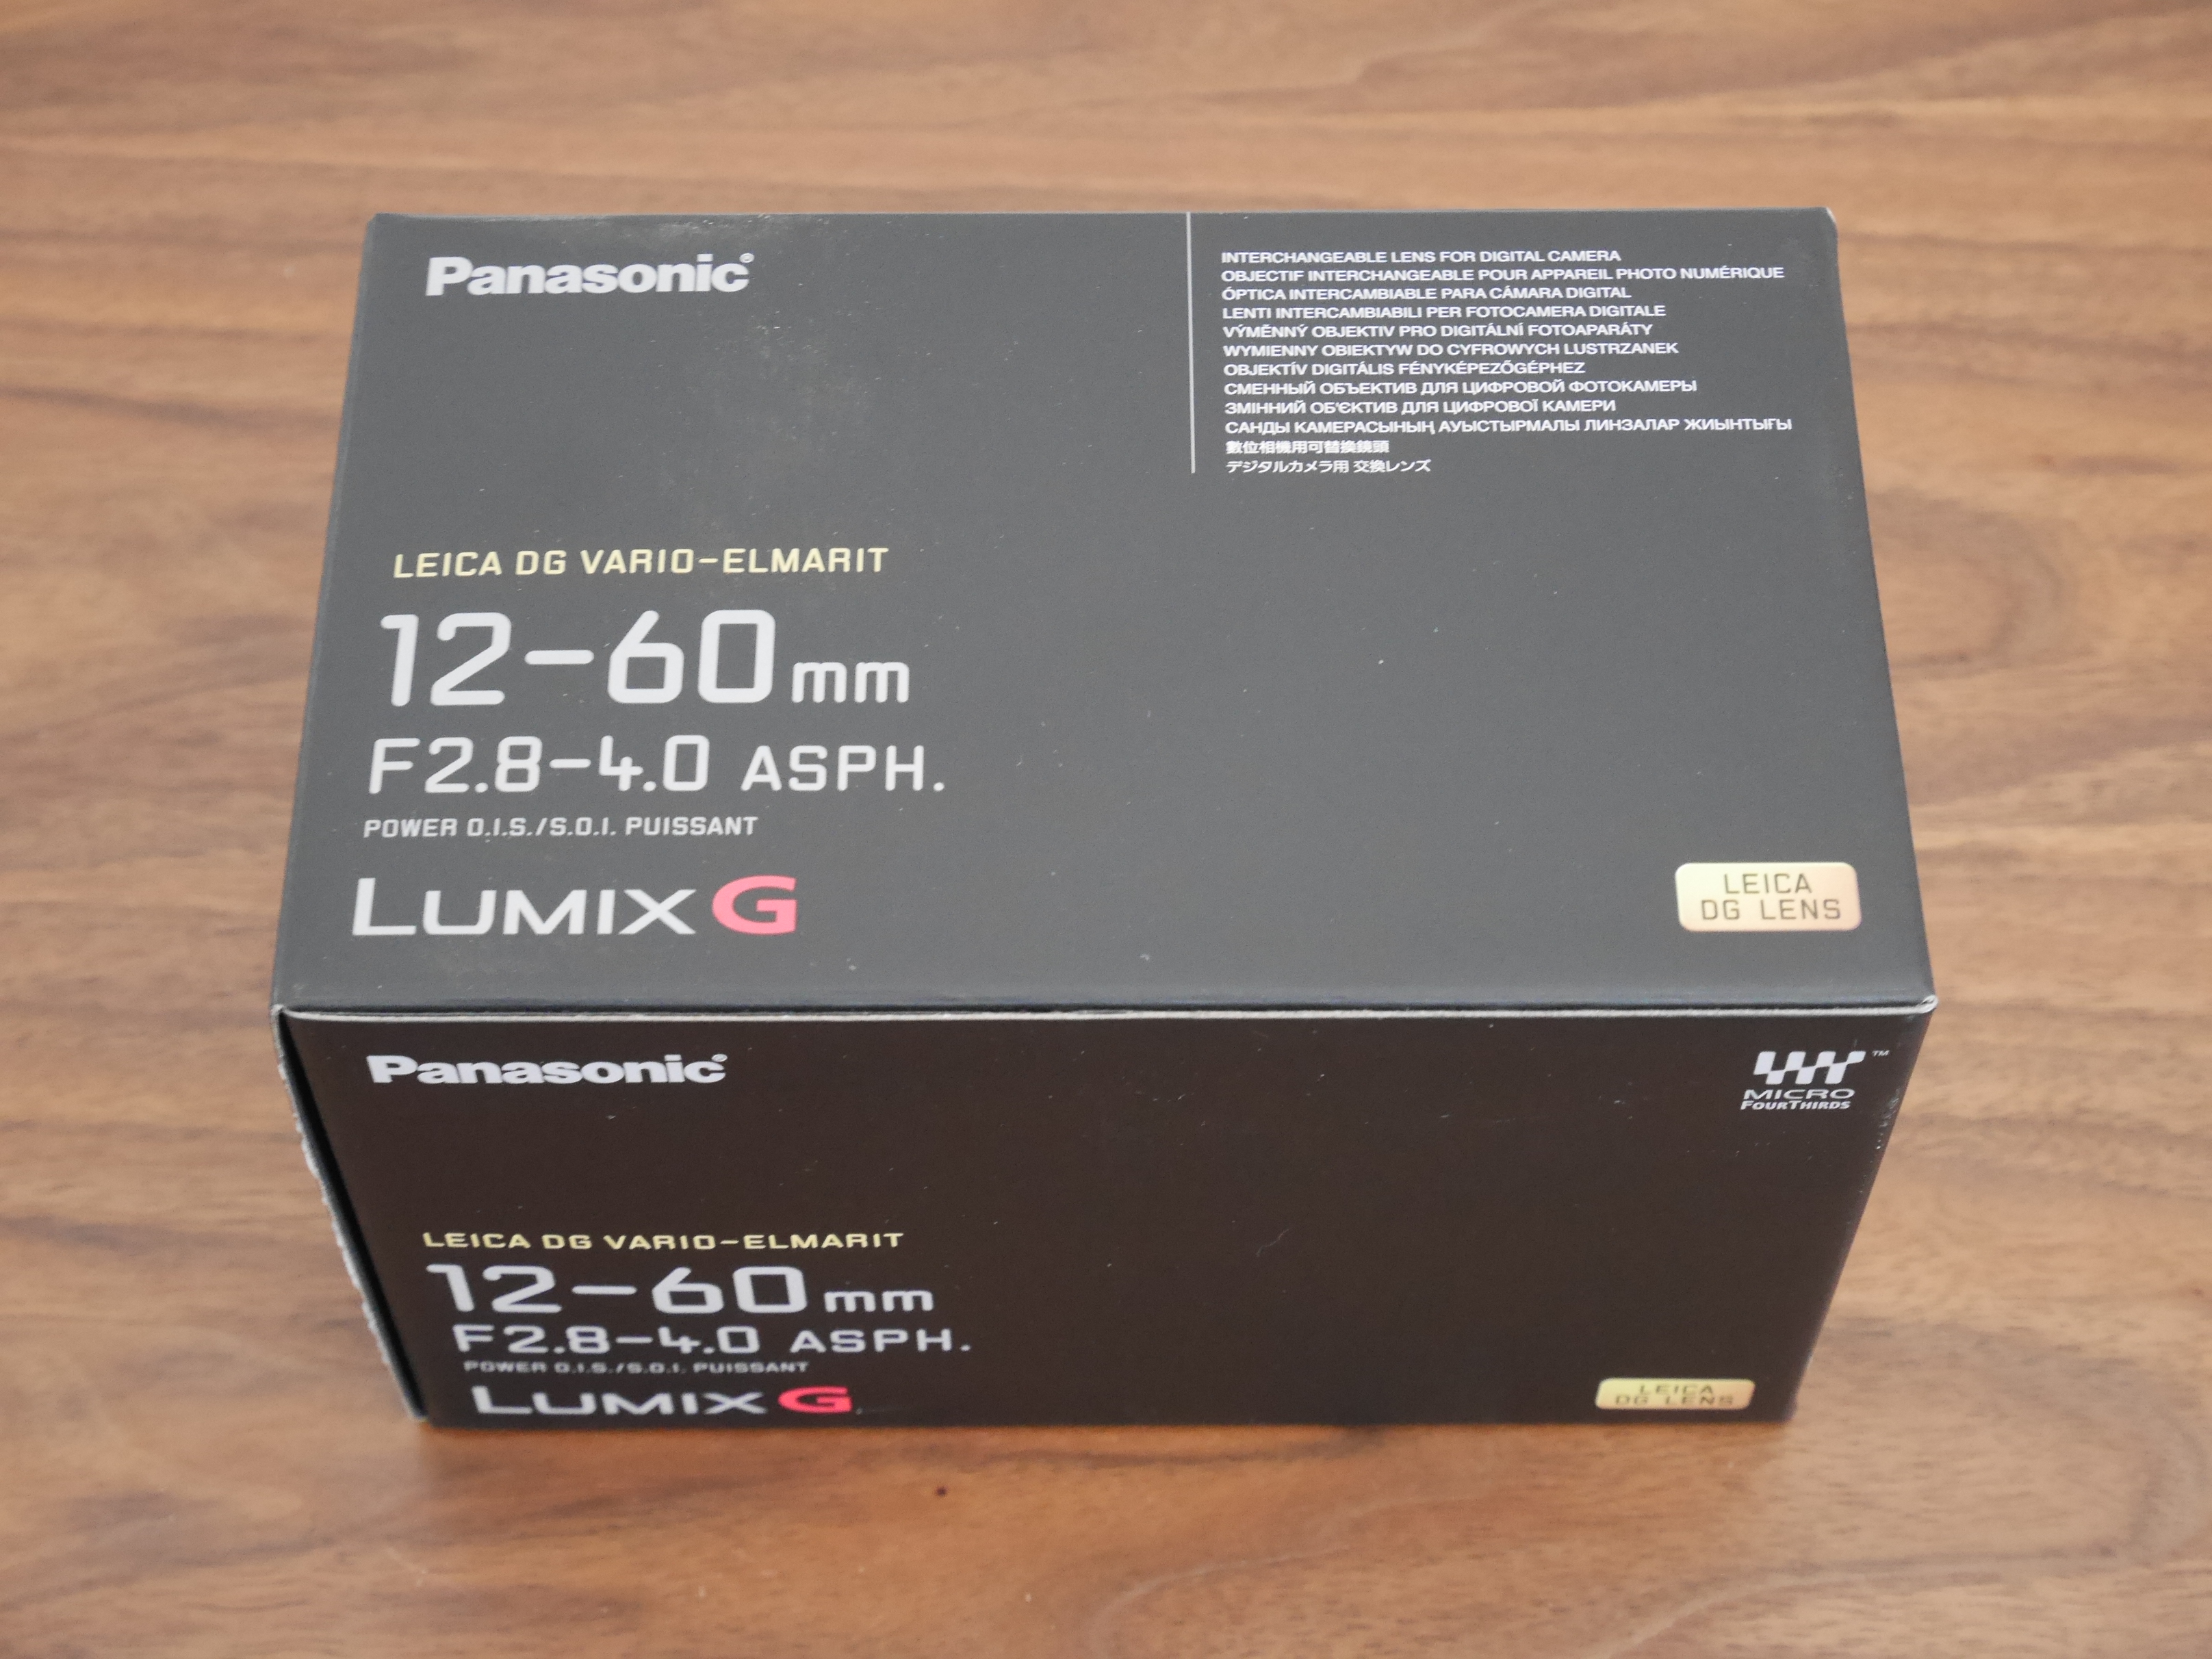 Panasonic®
INTERCHANGEABLE LENS FOR DIGITAL CAMERA
OBJECTIF INTERCHANGEABLE POUR APPAREIL PHOTO NUMÉRIQUE
ÓPTICA INTERCAMBIABLE PARA CÁMARA DIGITAL
LENTI INTERCAMBIABILI PER FOTOCAMERA DIGITALE
VÝMĚNNÝ OBJEKTIV PRO DIGITÁLNÍ FOTOAPARÁTY
WYMIENNY OBIEKTYW DO CYFROWYCH LUSTRZANEK
OBJEKTÍV DIGITÁLIS FÉNYKÉPEZŐGÉPHEZ
СМЕННЫЙ ОБЪЕКТИВ ДЛЯ ЦИФРОВОЙ ФОТОКАМЕРЫ
ЗМІННИЙ ОБ'ЄКТИВ ДЛЯ ЦИФРОВОЇ КАМЕРИ
САНДЫ КАМЕРАСЫНЫҢ АУЫСТЫРМАЛЫ ЛИНЗАЛАР ЖИЫНТЫҒЫ
數位相機用可替換鏡頭
デジタルカメラ用 交換レンズ
LEICA DG VARIO-ELMARIT
12-60mm
F2.8-4.0 ASPH.
POWER O.I.S./S.O.I. PUISSANT
LUMIX G
LEICA
DG LENS
Panasonic®
MICRO
FOURTHIRDS
™
LEICA DG VARIO-ELMARIT
12-60mm
F2.8-4.0 ASPH.
POWER O.I.S./S.O.I. PUISSANT
LUMIX G
LEICA
DG LENS